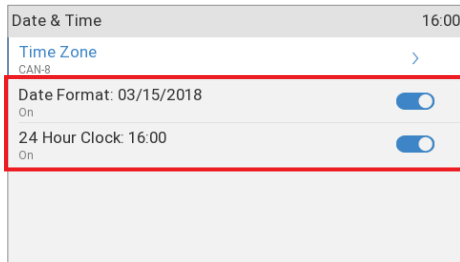 Date & Time 16:00
Time Zone
CAN-8
Date Format: 03/15/2018
On
24 Hour Clock: 16:00
On